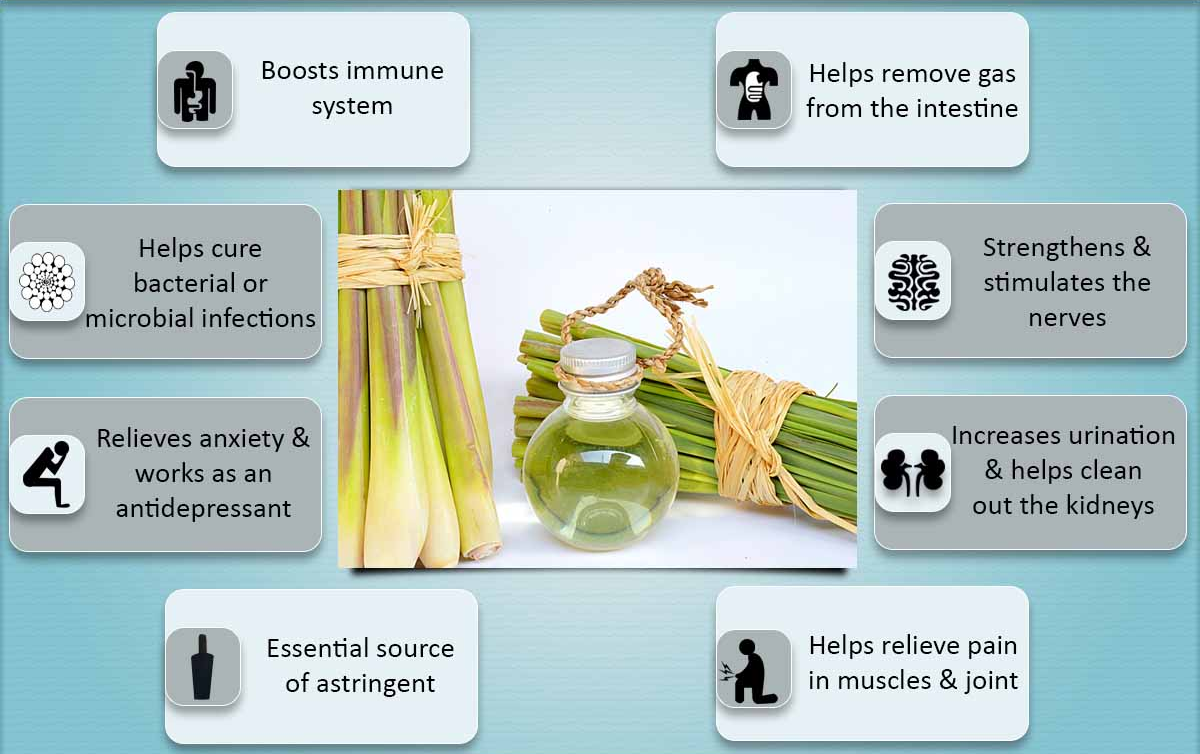 Boosts immune
system
Helps remove gas
from the intestine
Helps cure
bacterial or
microbial infections
Strengthens &
stimulates the
nerves
Relieves anxiety &
works as an
antidepressant
Increases urination
& helps clean
out the kidneys
Essential source
of astringent
Helps relieve pain
in muscles & joint